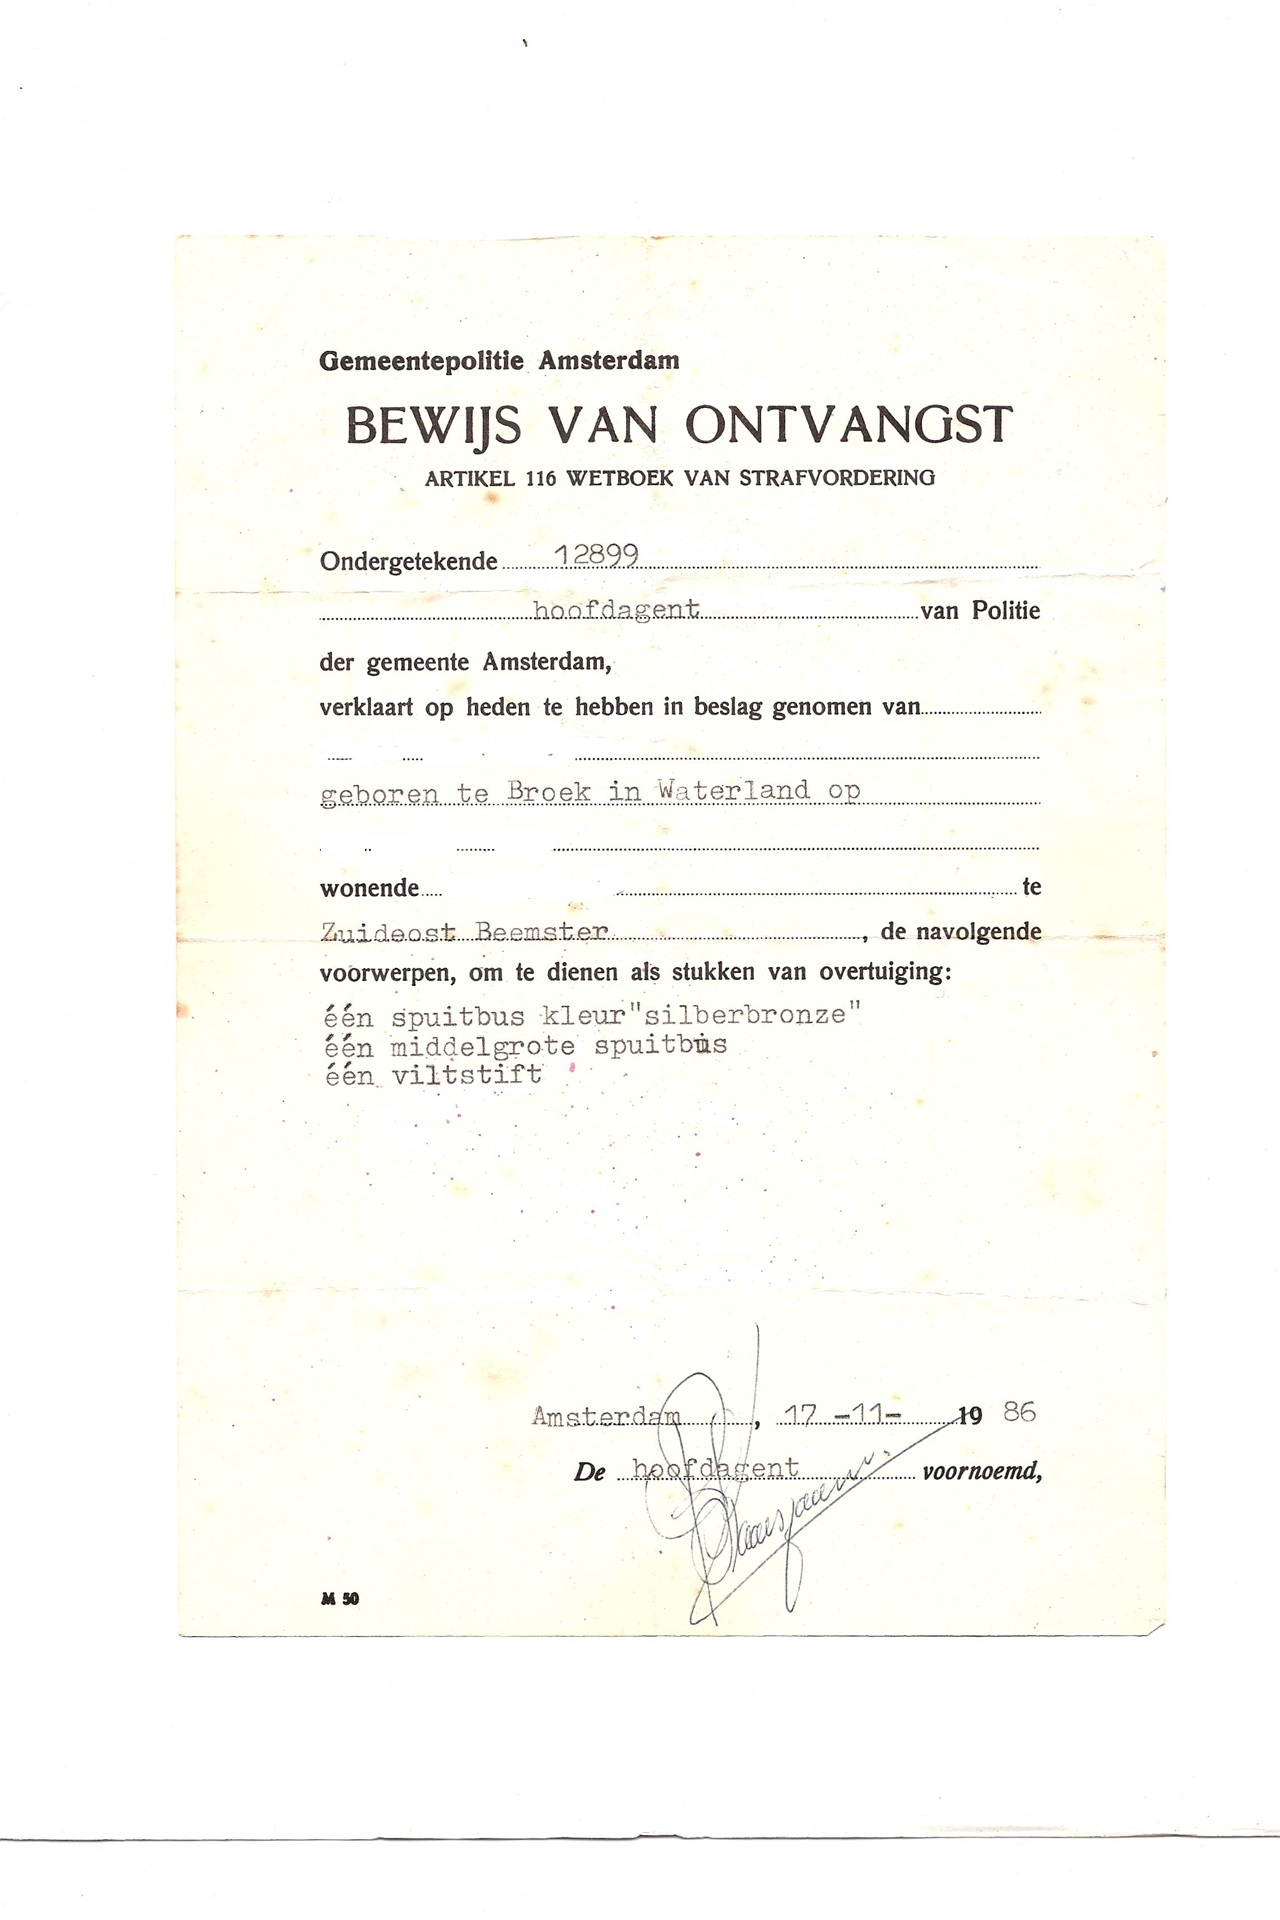 Gemeentepolitie Amsterdam
BEWIJS VAN ONTVANGST
ARTIKEL 116 WETBOEK VAN STRAFVORDERING
Ondergetekende 12899
hoofdagent van Politie
der gemeente Amsterdam,
verklaart op heden te hebben in beslag genomen van
geboren te Broek in Waterland op
wonende te
Zuideost Beemster, de navolgende
voorwerpen, om te dienen als stukken van overtuiging:
één spuitbus kleur"silberbronze"
één middelgrote spuitbus
één viltstift
Amsterdam, 17 -11- 19 86
De hoofdagent voornoemd,
M 50